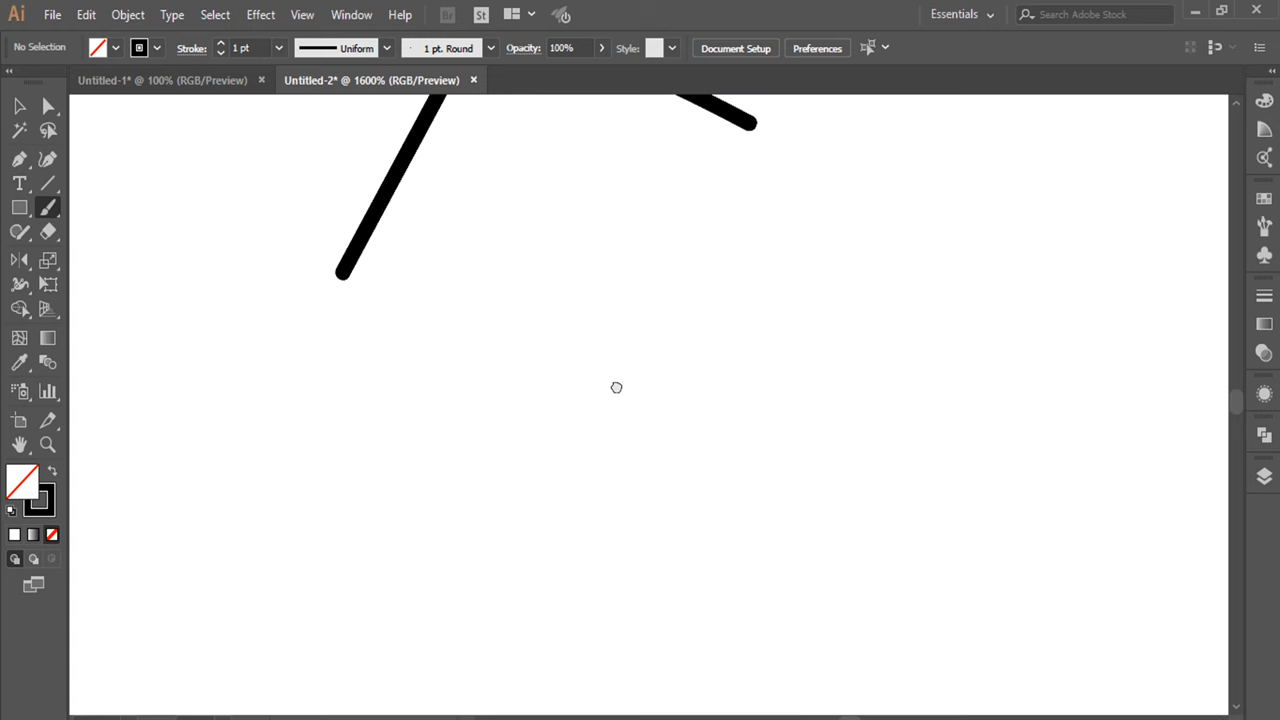 Ai File Edit Object Type Select Effect View Window Help Br St Essentials Search Adobe Stock
No Selection Stroke: 1 pt Uniform 1 pt. Round Opacity: 100% Style: Document Setup Preferences
Untitled-1* @ 100% (RGB/Preview) × Untitled-2* @ 1600% (RGB/Preview) ×
T